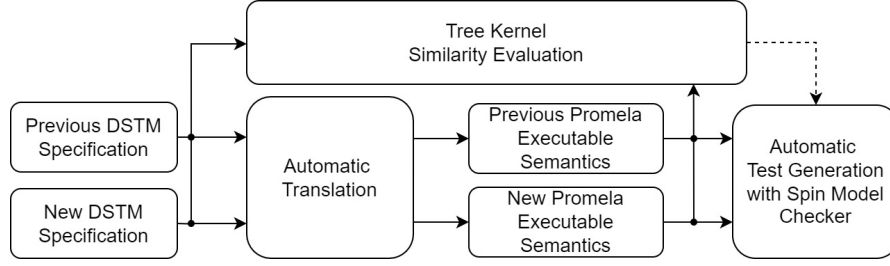 Tree Kernel
Similarity Evaluation
Previous DSTM
Specification
New DSTM
Specification
Automatic
Translation
Previous Promela
Executable
Semantics
New Promela
Executable
Semantics
Automatic
Test Generation
with Spin Model
Checker